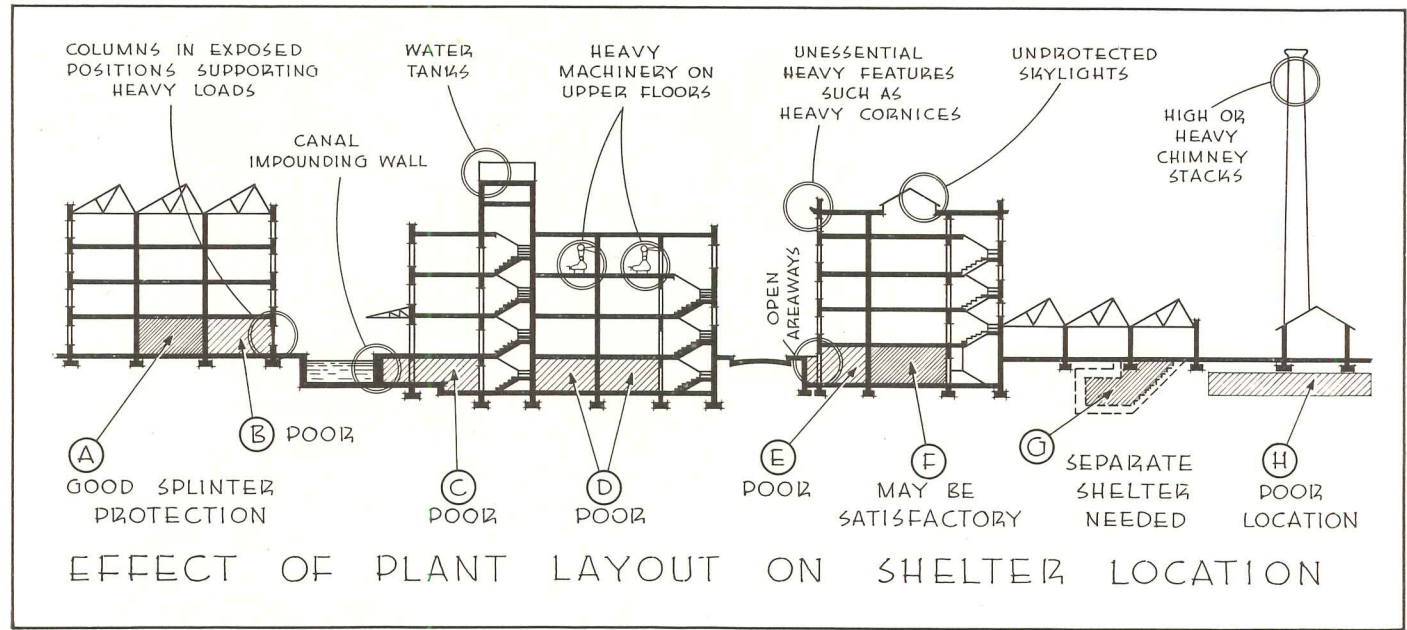 COLUMNS IN EXPOSED
POSITIONS SUPPORTING
HEAVY LOADS
CANAL
IMPOUNDING WALL
WATER
TANKS
HEAVY
MACHINERY ON
UPPER FLOORS
UNESSENTIAL
HEAVY FEATURES
SUCH AS
HEAVY CORNICES
UNPROTECTED
SKYLIGHTS
HIGH OR
HEAVY
CHIMNEY
STACKS
OPEN
AREAWAYS
A
GOOD SPLINTER
PROTECTION
B POOR
C
POOR
D
POOR
E
POOR
F
MAY BE
SATISFACTORY
G
SEPARATE
SHELTER
NEEDED
H
POOR
LOCATION
EFFECT OF PLANT LAYOUT ON SHELTER LOCATION